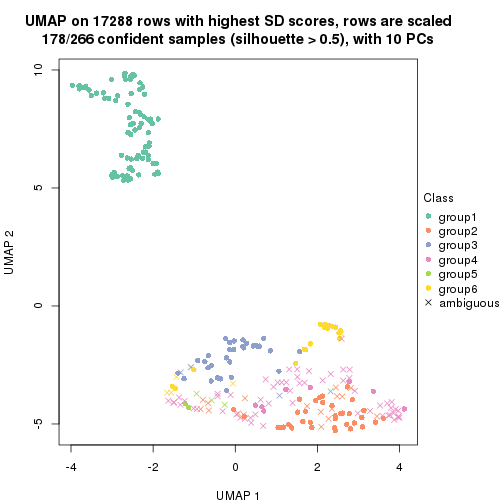 UMAP on 17288 rows with highest SD scores, rows are scaled
178/266 confident samples (silhouette > 0.5), with 10 PCs
10
5
0
-5
UMAP 2
-4
-2
0
2
4
UMAP 1
Class
group1
group2
group3
group4
group5
group6
ambiguous